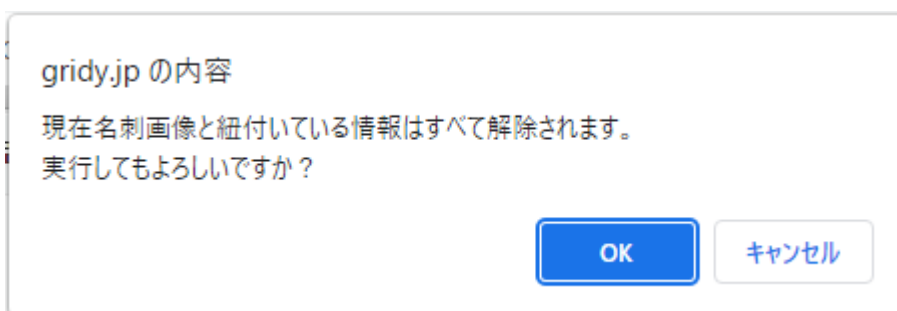 gridy.jp の内容
現在名刺画像と紐付いている情報はすべて解除されます。
実行してもよろしいですか？
OK
キャンセル